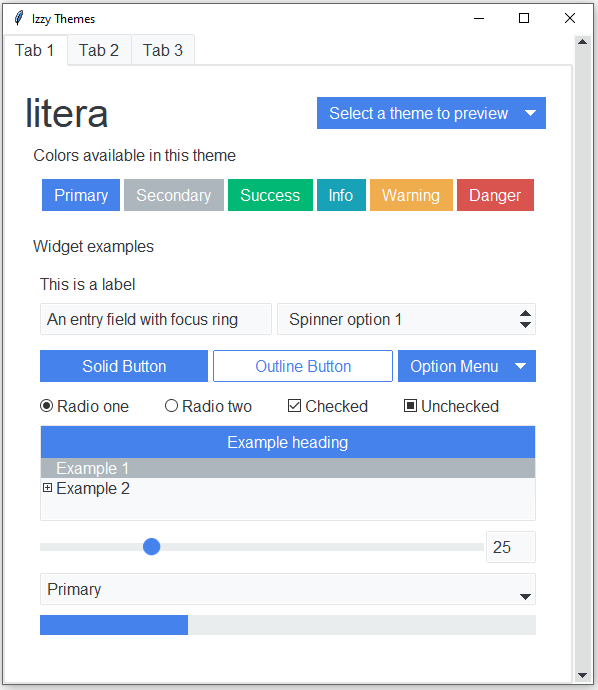 Izzy Themes
Tab 1 Tab 2 Tab 3
litera Select a theme to preview
Colors available in this theme
Primary Secondary Success Info Warning Danger
Widget examples
This is a label
An entry field with focus ring Spinner option 1
Solid Button Outline Button Option Menu
Radio one Radio two Checked Unchecked
Example heading
Example 1
Example 2
25
Primary